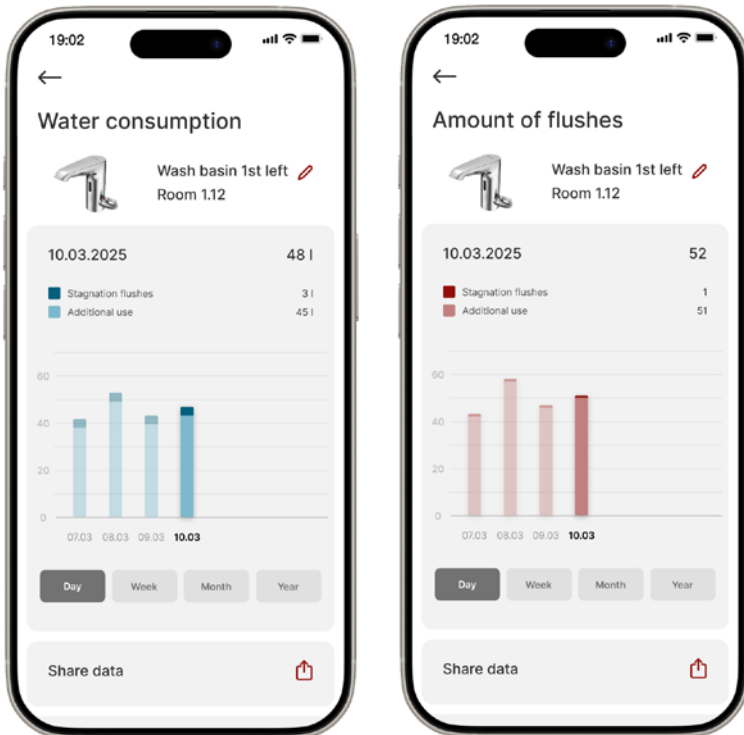 19:02
Water consumption
Wash basin 1st left
Room 1.12
10.03.2025 48 l
Stagnation flushes 3 l
Additional use 45 l
60
40
20
0
07.03 08.03 09.03 10.03
Day Week Month Year
Share data
19:02
Amount of flushes
Wash basin 1st left
Room 1.12
10.03.2025 52
Stagnation flushes 1
Additional use 51
60
40
20
0
07.03 08.03 09.03 10.03
Day Week Month Year
Share data